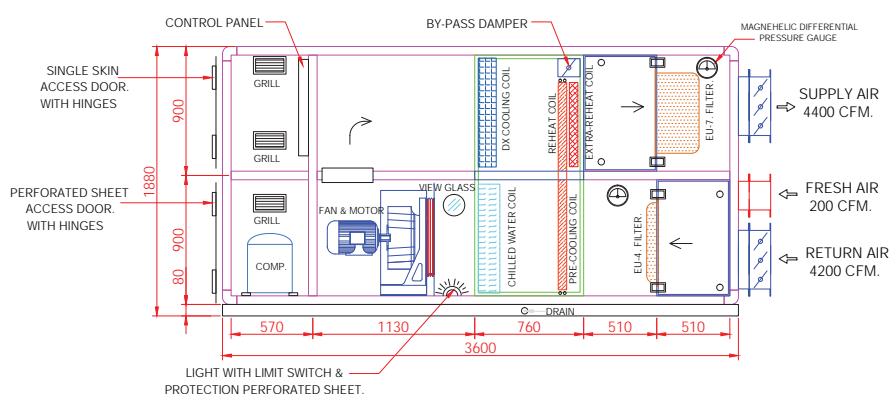 CONTROL PANEL
BY-PASS DAMPER
MAGNEHELIC DIFFERENTIAL
PRESSURE GAUGE
SINGLE SKIN
ACCESS DOOR.
WITH HINGES
GRILL
GRILL
DX COOLING COIL
REHEAT COIL
EXTRA-REHEAT COIL
EU-7. FILTER.
SUPPLY AIR
4400 CFM.
900
1880
PERFORATED SHEET
ACCESS DOOR.
WITH HINGES
GRILL
FAN & MOTOR
VIEW GLASS
CHILLED WATER COIL
PRE-COOLING COIL
EU-4. FILTER.
FRESH AIR
200 CFM.
RETURN AIR
4200 CFM.
900
80
COMP.
DRAIN
570
1130
760
510
510
3600
LIGHT WITH LIMIT SWITCH &
PROTECTION PERFORATED SHEET.